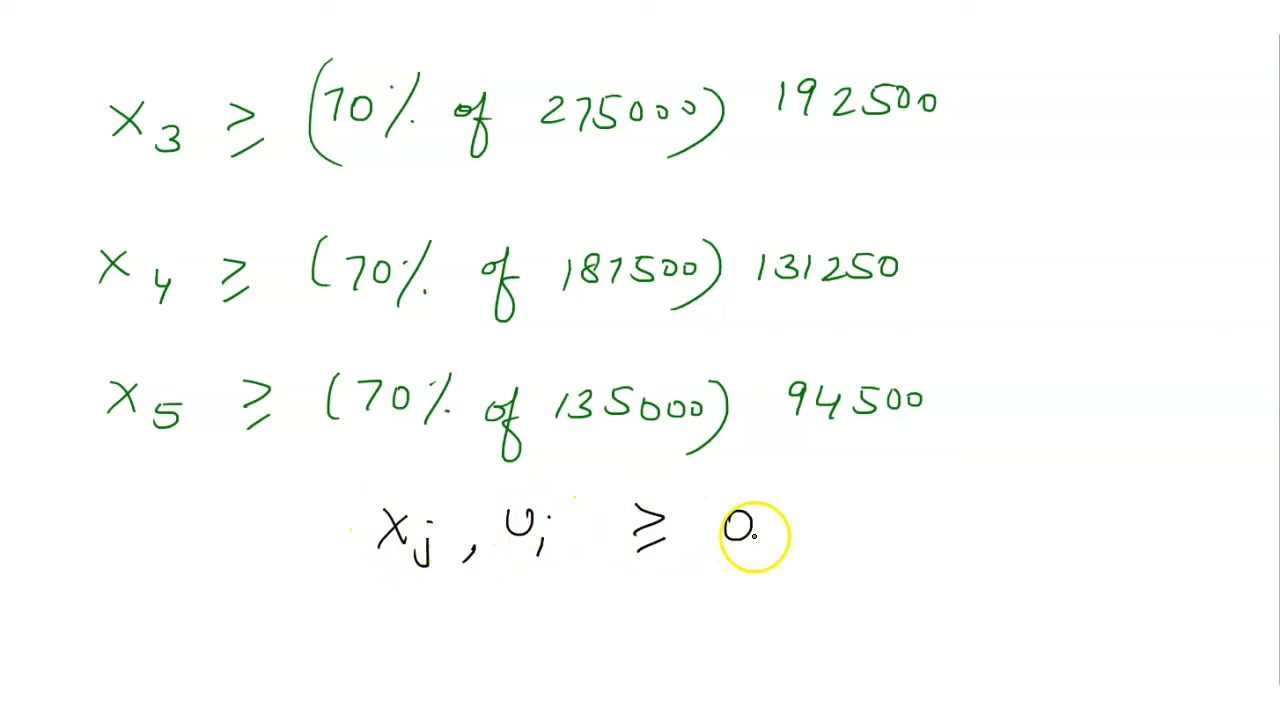 x₃ ≥ (70% of 275000) 192500
x₄ ≥ (70% of 187500) 131250
x₅ ≥ (70% of 135000) 94500
xⱼ, uᵢ ≥ 0.